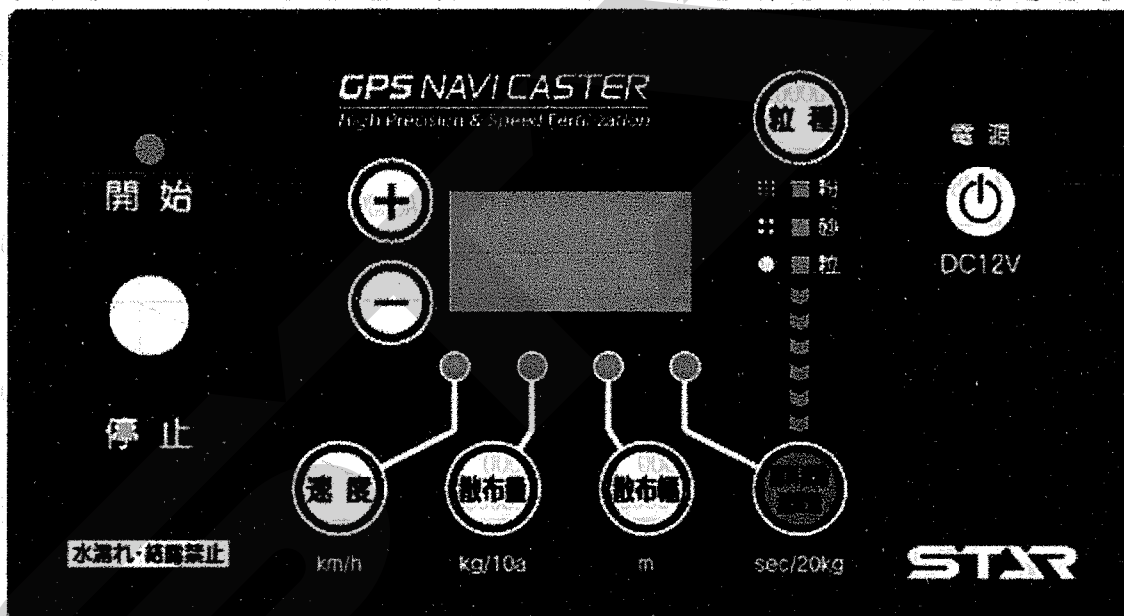 GPS NAVI CASTER
High Precision & Speed Fertilization
粒種
電源
開始
粉
砂
粒
DC12V
停止
速度
散布量
散布幅
km/h
kg/10a
m
sec/20kg
水濡れ・結露禁止
STAR